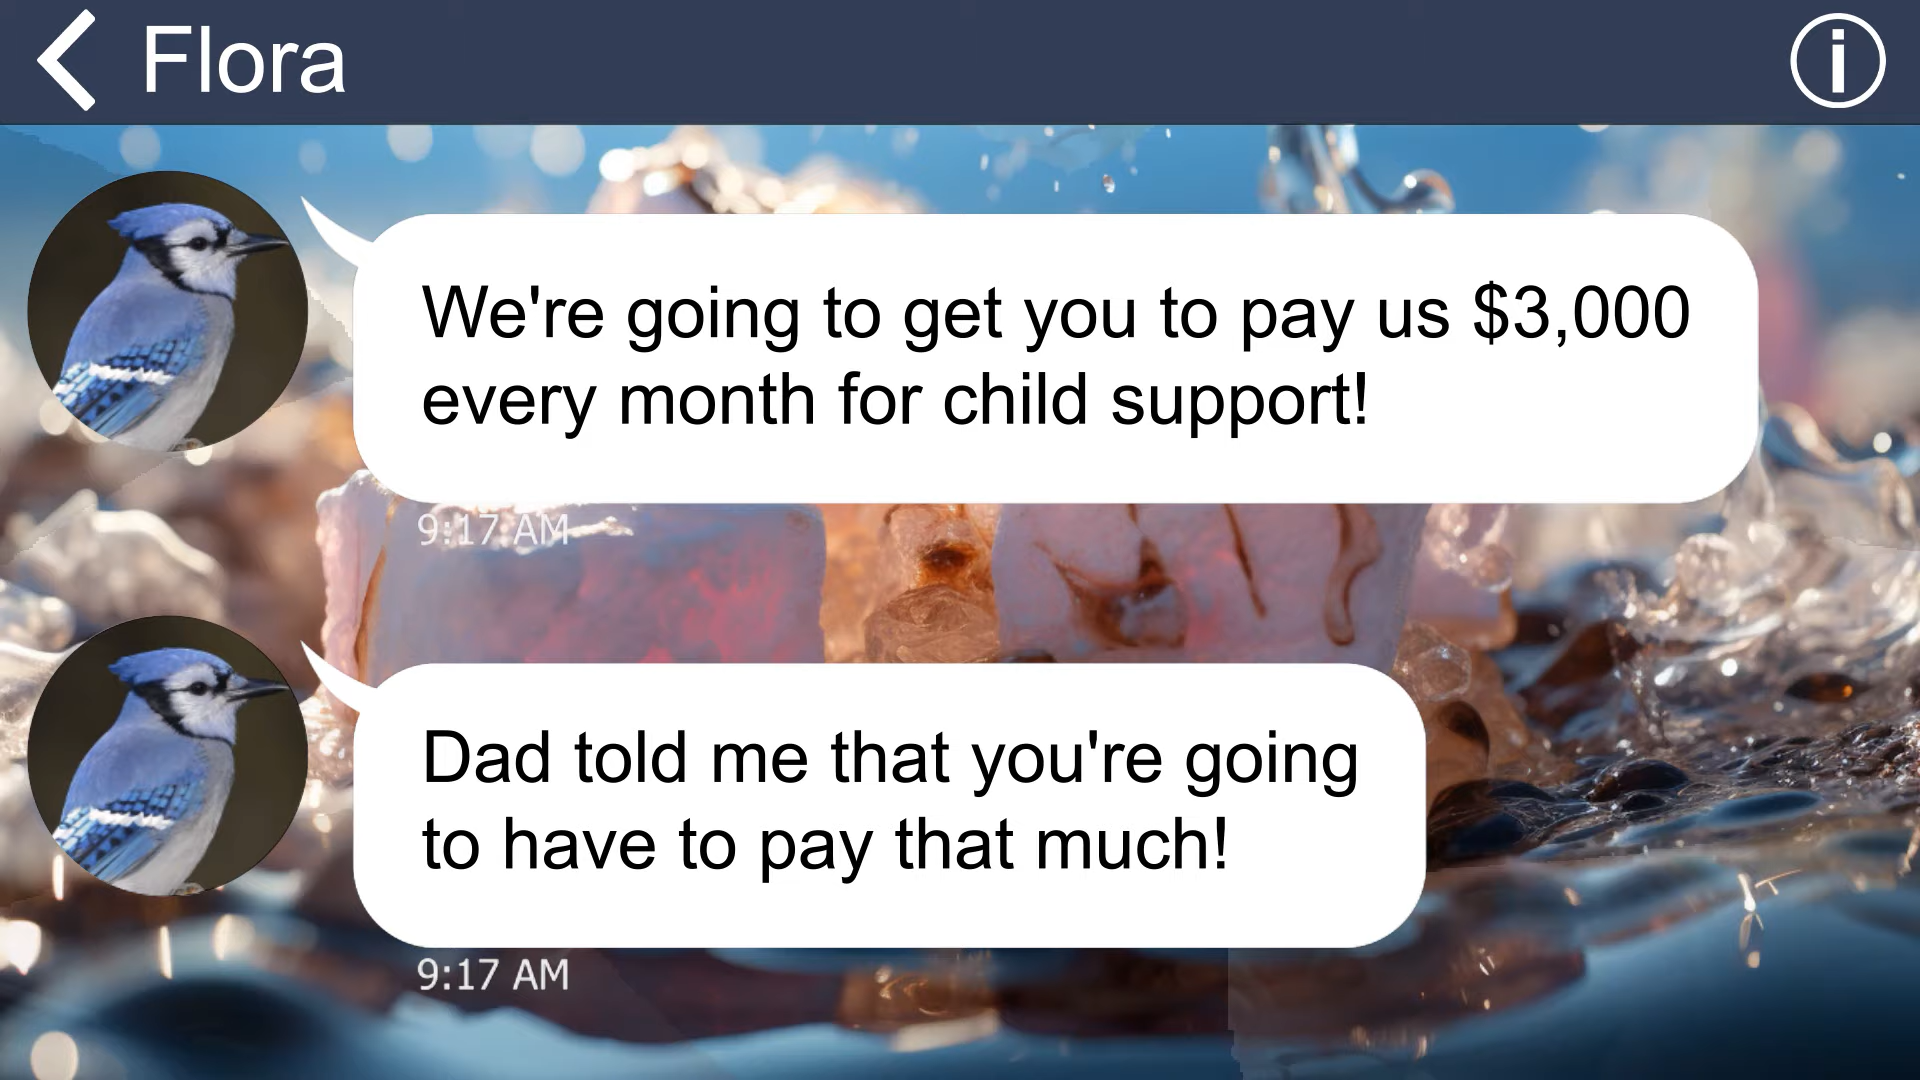 Flora
We're going to get you to pay us $3,000
every month for child support!
9:17 AM
Dad told me that you're going
to have to pay that much!
9:17 AM